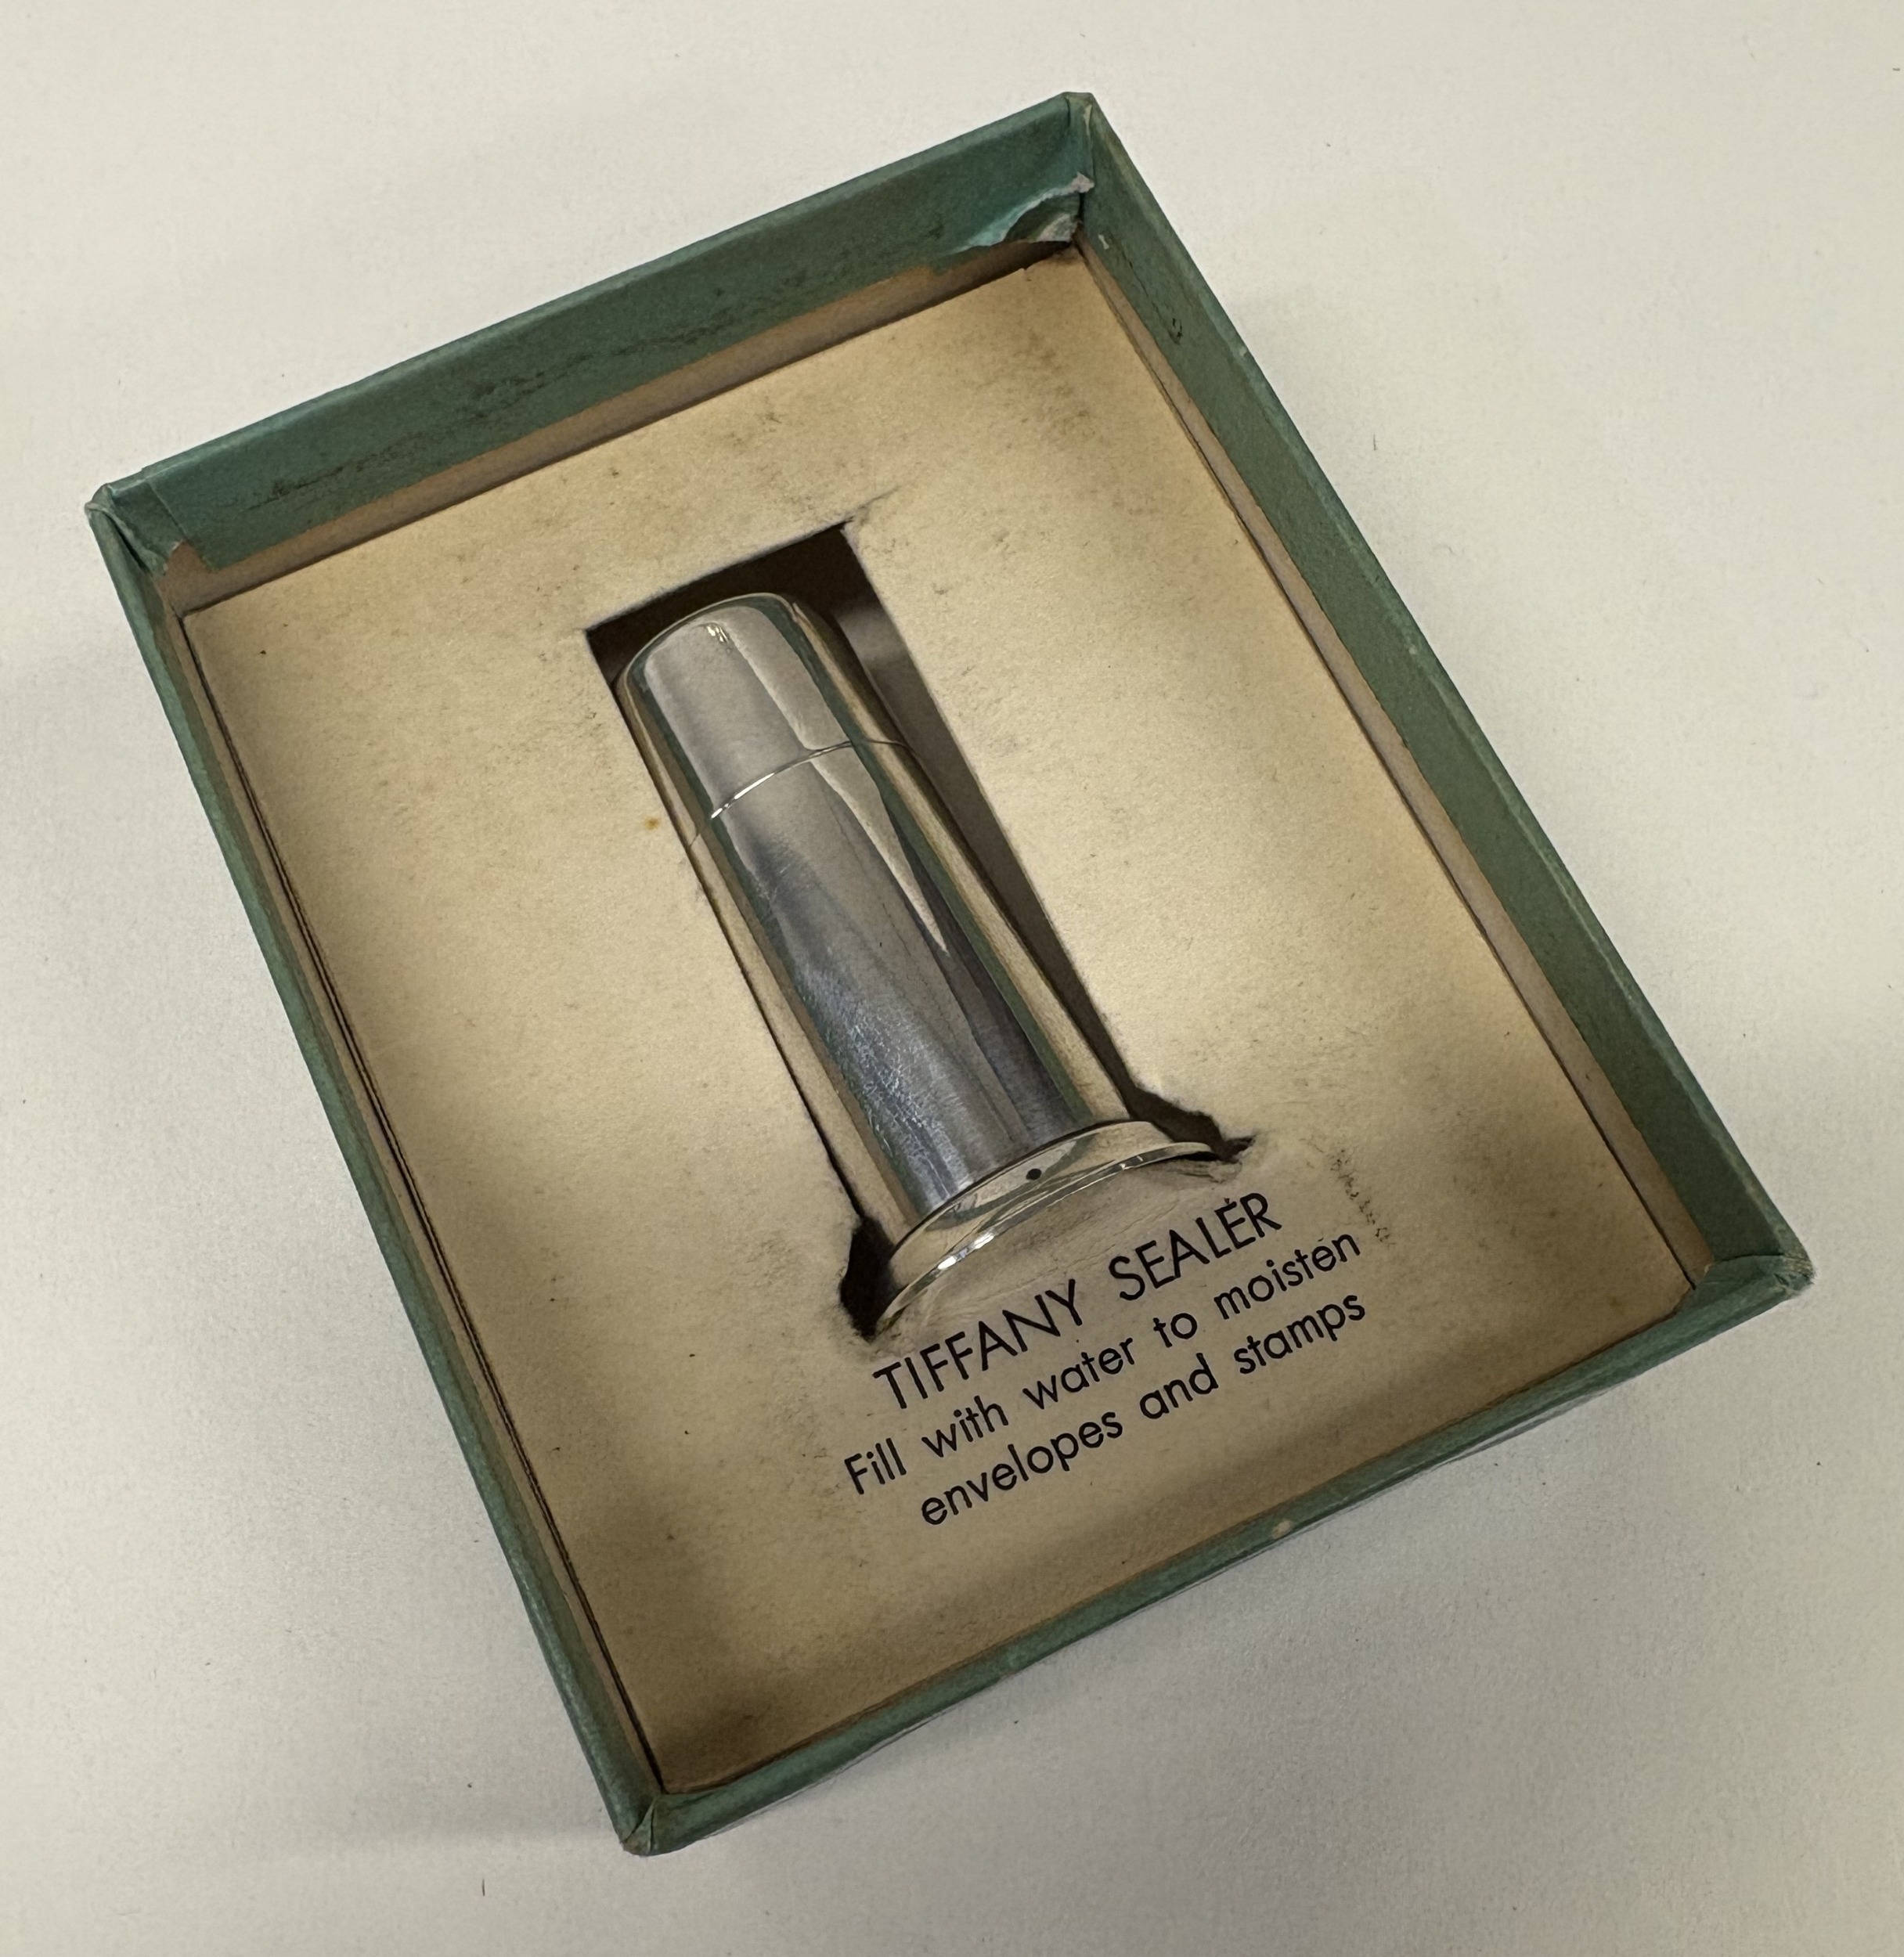 TIFFANY SEALER
Fill with water to moisten
envelopes and stamps